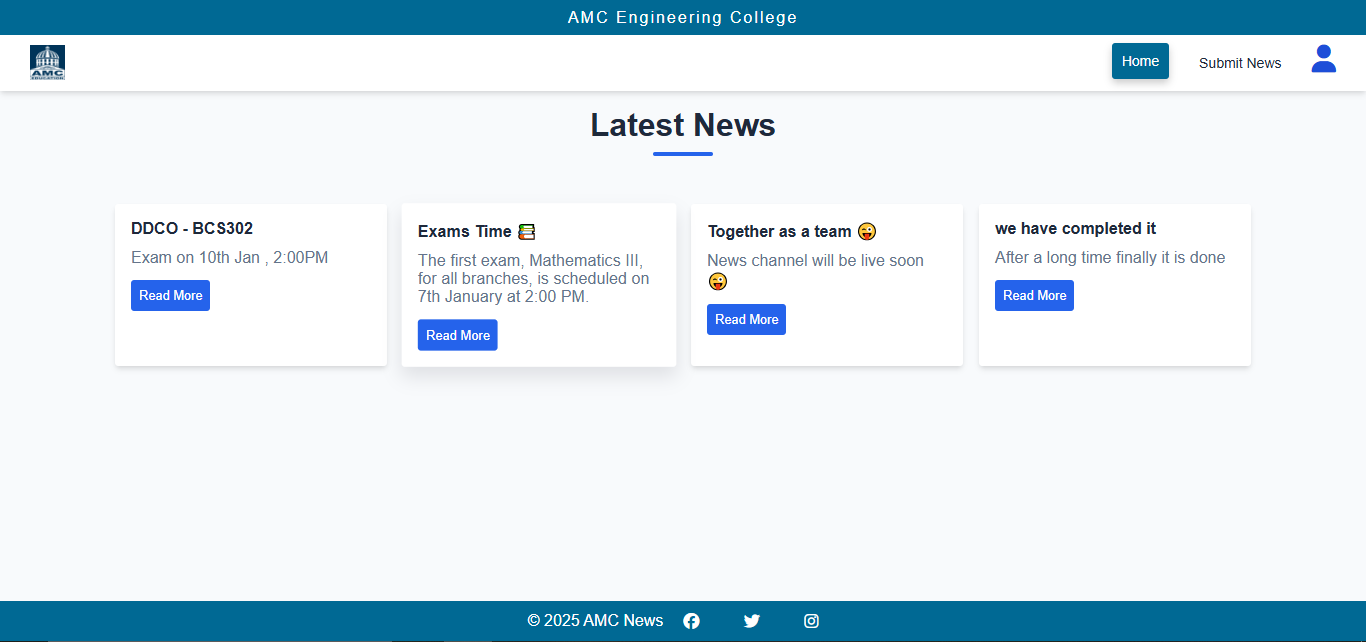 AMC Engineering College
AMC
EDUCATION
Home
Submit News
Latest News
DDCO - BCS302
Exam on 10th Jan , 2:00PM
Read More
Exams Time 📚
The first exam, Mathematics III,
for all branches, is scheduled on
7th January at 2:00 PM.
Read More
Together as a team 😜
News channel will be live soon
😜
Read More
we have completed it
After a long time finally it is done
Read More
© 2025 AMC News